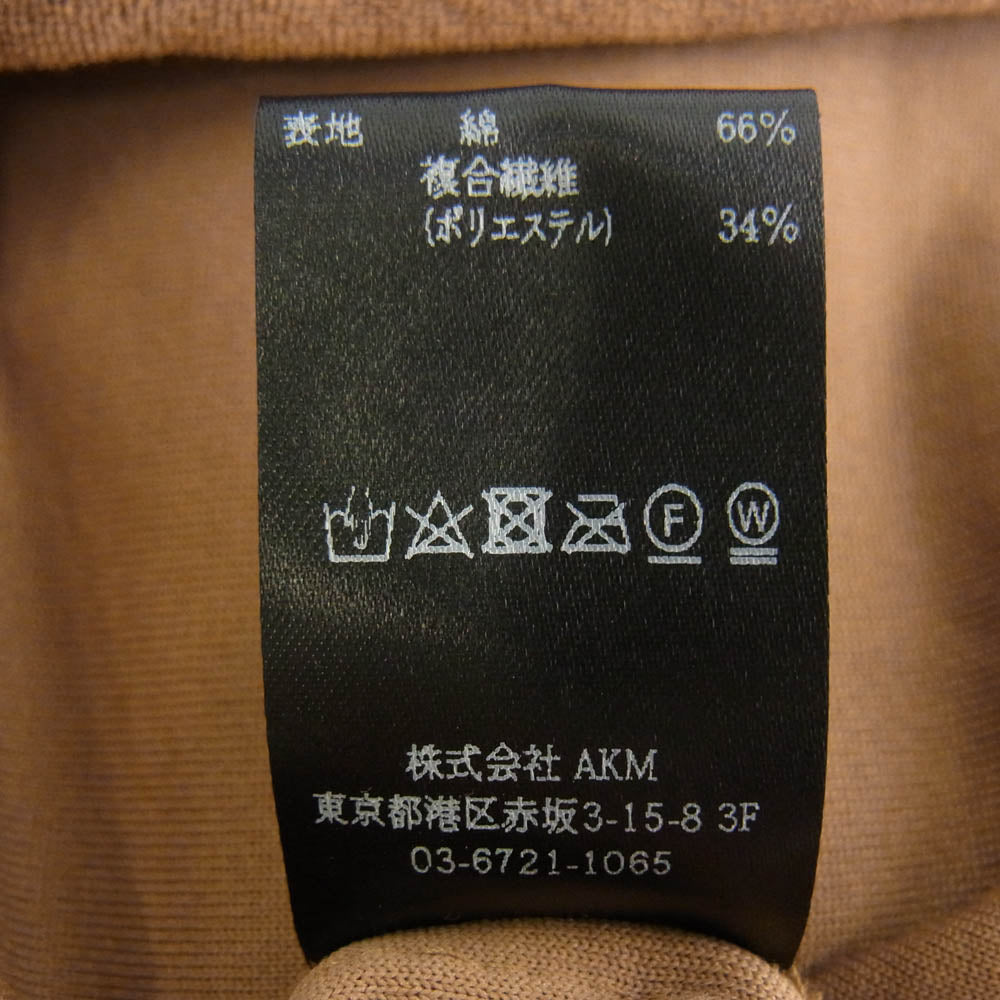 表地 綿 66%
複合繊維
(ポリエステル) 34%
F W
株式会社 AKM
東京都港区赤坂3-15-8 3F
03-6721-1065